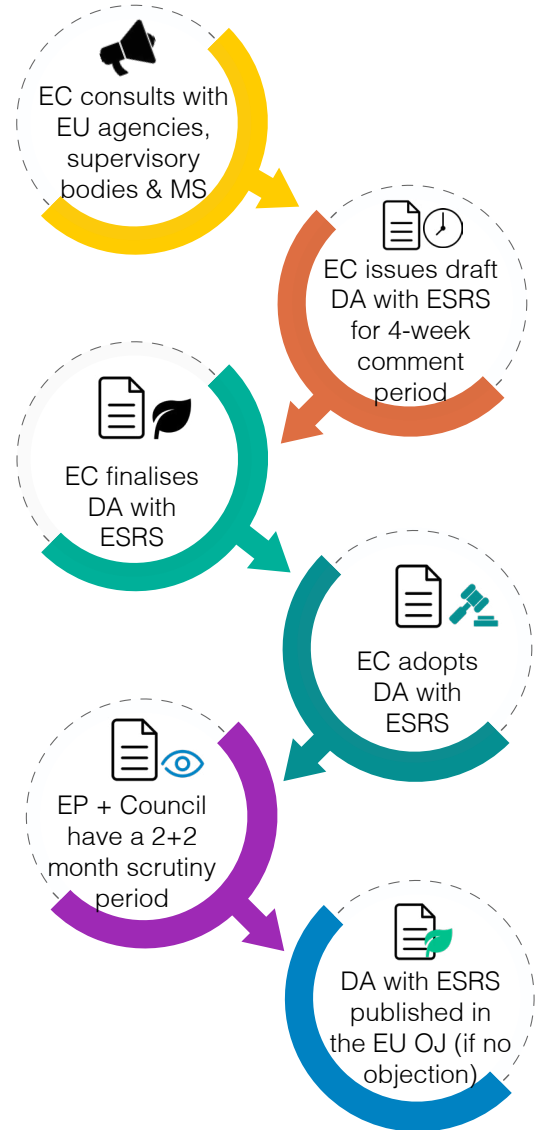 EC consults with
EU agencies,
supervisory
bodies & MS
EC issues draft
DA with ESRS
for 4-week
comment
period
EC finalises
DA with
ESRS
EC adopts
DA with
ESRS
EP + Council
have a 2+2
month scrutiny
period
DA with ESRS
published in
the EU OJ (if no
objection)